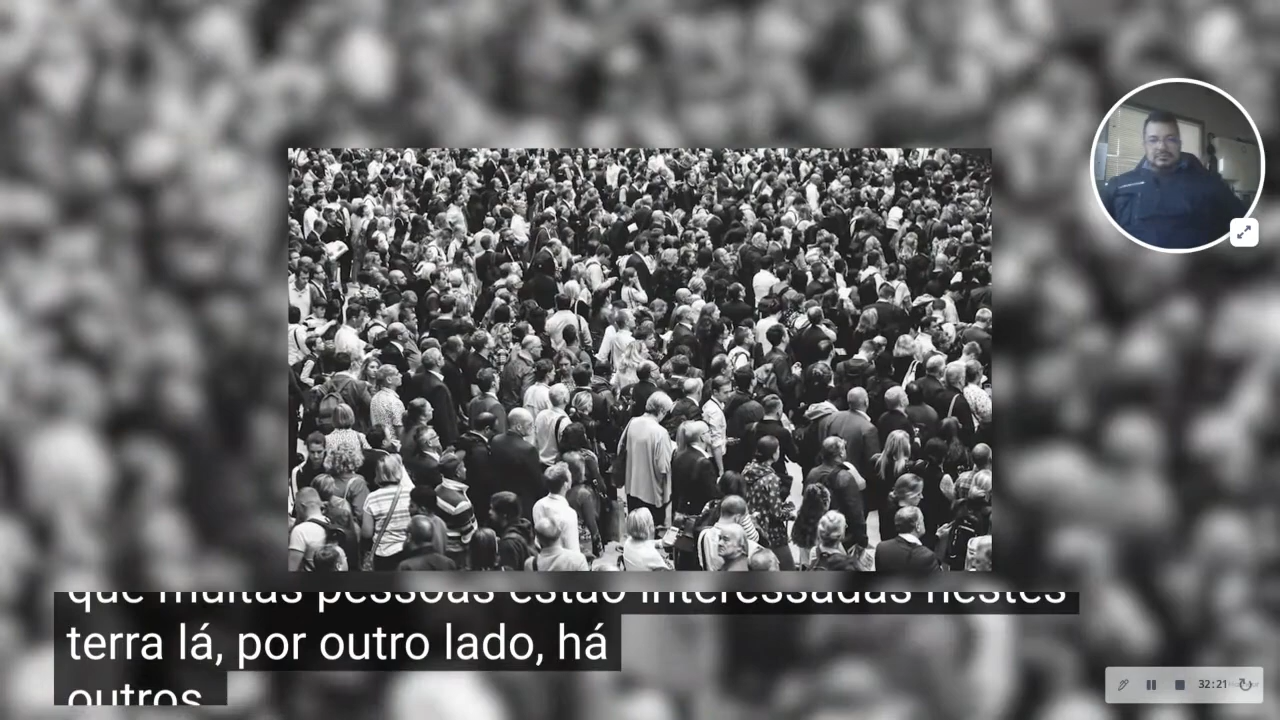 que muitas pessoas estão interessadas nestes
terra lá, por outro lado, há
outros
32:21